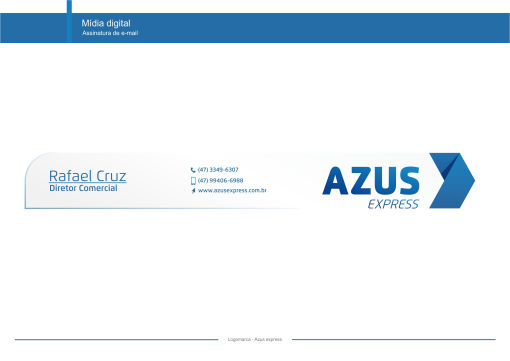 Mídia digital
Assinatura de e-mail
Rafael Cruz
Diretor Comercial
(47) 3349-6307
(47) 99406-6988
www.azusexpress.com.br
AZUS
EXPRESS
Logomarca - Azus express